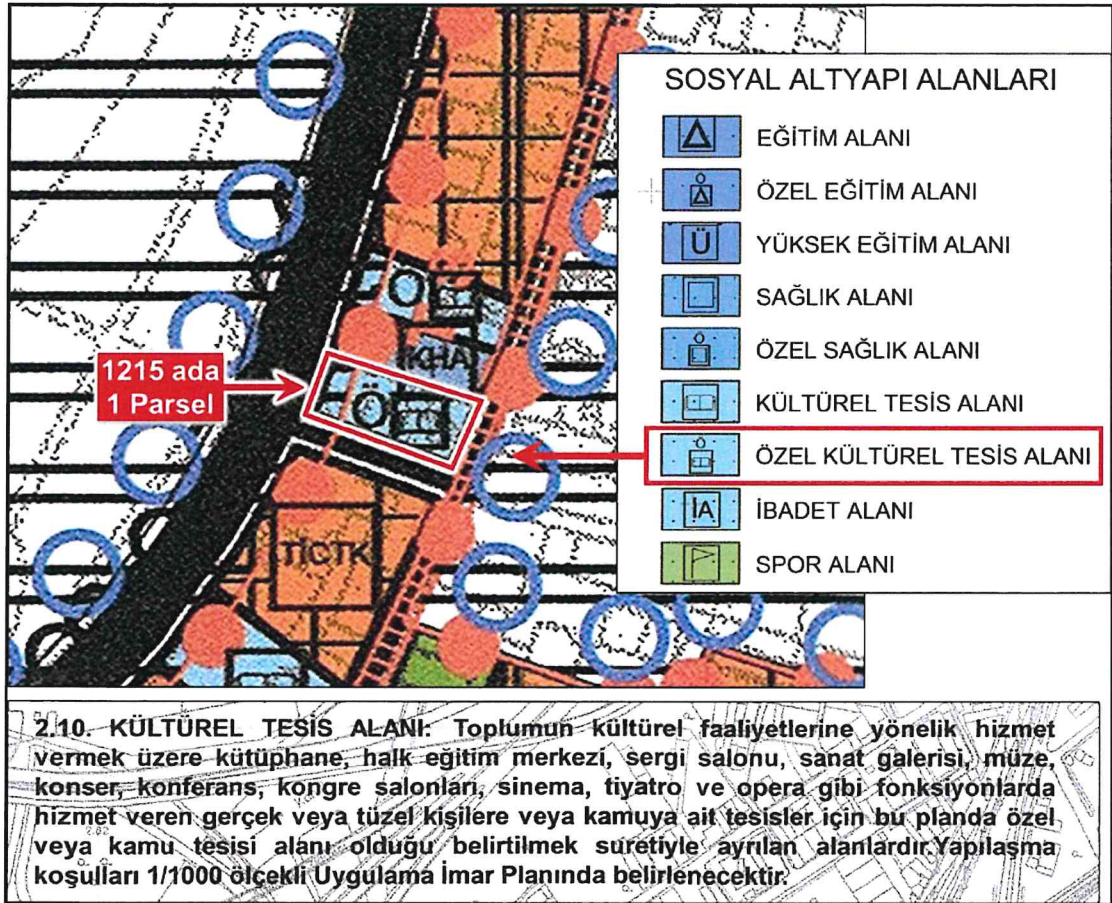 SOSYAL ALTYAPI ALANLARI
EĞİTİM ALANI
ÖZEL EĞİTİM ALANI
Ü
YÜKSEK EĞİTİM ALANI
SAĞLIK ALANI
ÖZEL SAĞLIK ALANI
KÜLTÜREL TESİS ALANI
ÖZEL KÜLTÜREL TESİS ALANI
İA
İBADET ALANI
SPOR ALANI
Ö
KHA
1215 ada
1 Parsel
Ö
TİCTK
2.10. KÜLTÜREL TESİS ALANI: Toplumun kültürel faaliyetlerine yönelik hizmet
vermek üzere kütüphane, halk eğitim merkezi, sergi salonu, sanat galerisi, müze,
konser, konferans, kongre salonları, sinema, tiyatro ve opera gibi fonksiyonlarda
hizmet veren gerçek veya tüzel kişilere veya kamuya ait tesisler için bu planda özel
veya kamu tesisi alanı olduğu belirtilmek suretiyle ayrılan alanlardır.Yapılaşma
koşulları 1/1000 ölçekli Uygulama İmar Planında belirlenecektir.